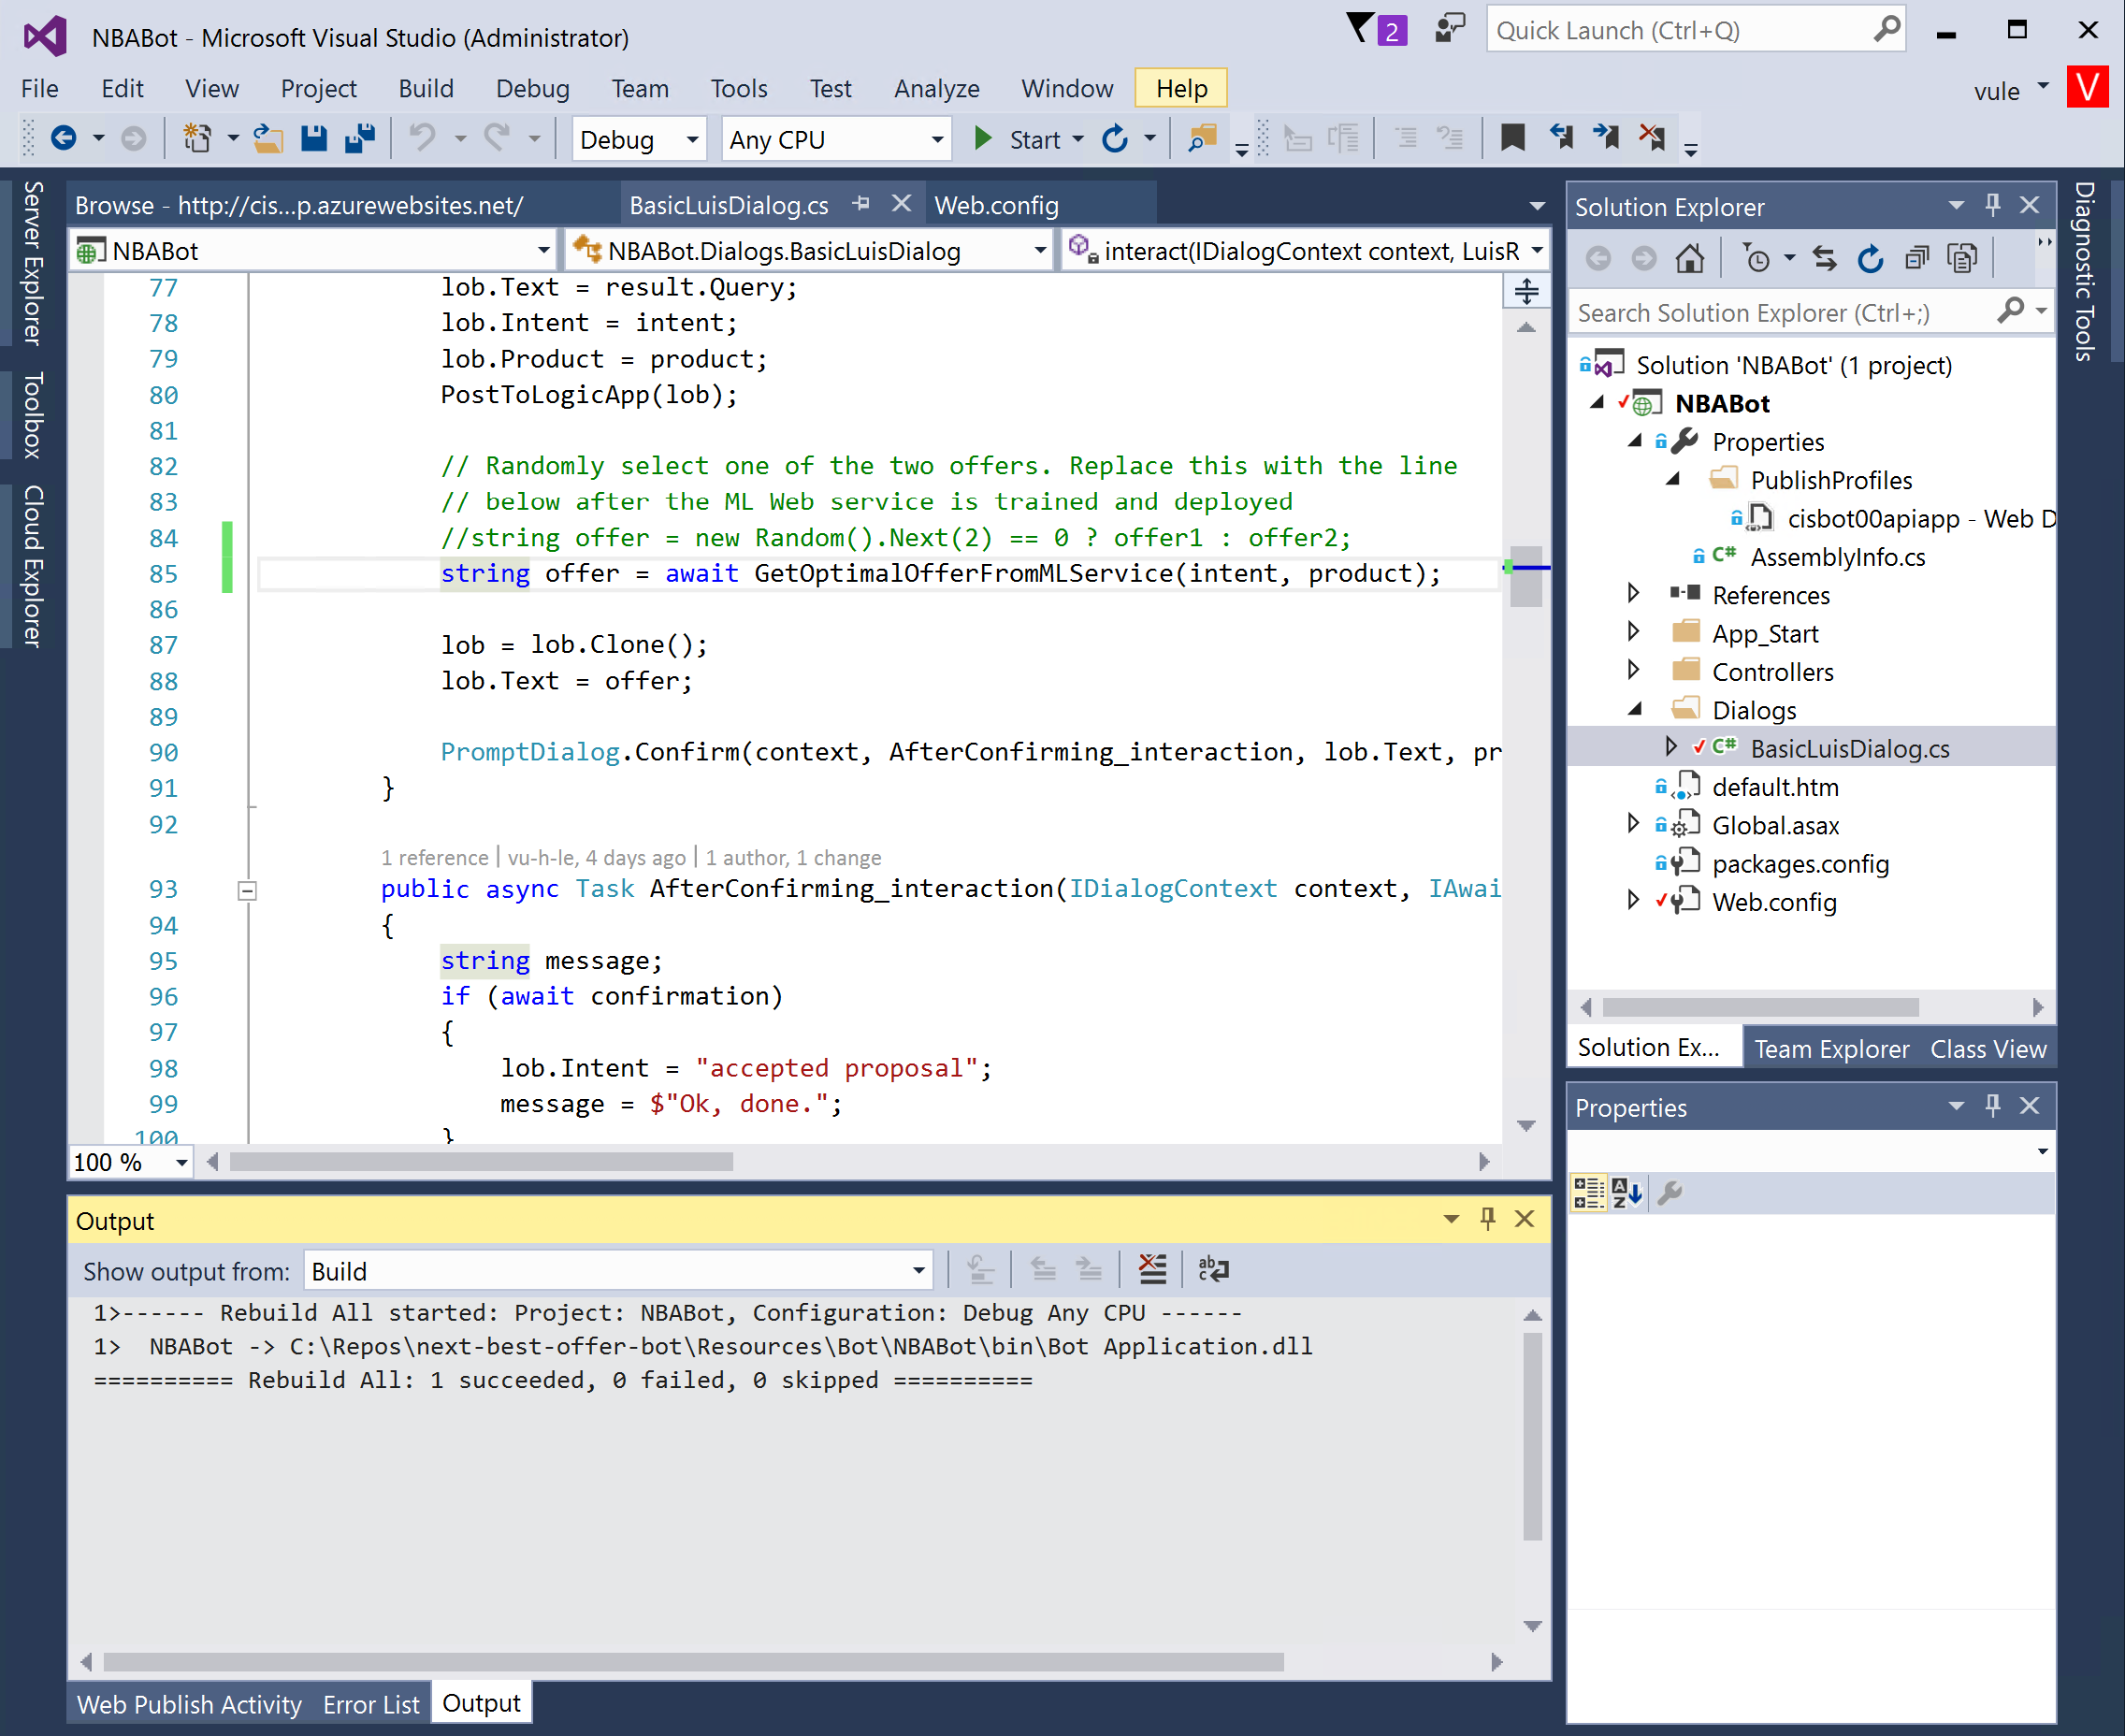 NBABot - Microsoft Visual Studio (Administrator)
2
Quick Launch (Ctrl+Q)
File Edit View Project Build Debug Team Tools Test Analyze Window Help
vule V
Debug Any CPU Start
Server Explorer
Toolbox
Cloud Explorer
Browse - http://cis...p.azurewebsites.net/ BasicLuisDialog.cs Web.config
NBABot NBABot.Dialogs.BasicLuisDialog interact(IDialogContext context, LuisR
77 lob.Text = result.Query;
78 lob.Intent = intent;
79 lob.Product = product;
80 PostToLogicApp(lob);
81
82 // Randomly select one of the two offers. Replace this with the line
83 // below after the ML Web service is trained and deployed
84 //string offer = new Random().Next(2) == 0 ? offer1 : offer2;
85 string offer = await GetOptimalOfferFromMLService(intent, product);
86
87 lob = lob.Clone();
88 lob.Text = offer;
89
90 PromptDialog.Confirm(context, AfterConfirming_interaction, lob.Text, pr
91 }
92
1 reference | vu-h-le, 4 days ago | 1 author, 1 change
93 public async Task AfterConfirming_interaction(IDialogContext context, IAwai
94 {
95 string message;
96 if (await confirmation)
97 {
98 lob.Intent = "accepted proposal";
99 message = $"Ok, done.";
100 }
100 %
Output
Show output from: Build
1>------ Rebuild All started: Project: NBABot, Configuration: Debug Any CPU ------
1>  NBABot -> C:\Repos\next-best-offer-bot\Resources\Bot\NBABot\bin\Bot Application.dll
========== Rebuild All: 1 succeeded, 0 failed, 0 skipped ==========
Web Publish Activity Error List Output
Solution Explorer
Search Solution Explorer (Ctrl+;)
Solution 'NBABot' (1 project)
NBABot
Properties
PublishProfiles
cisbot00apiapp - Web D
C# AssemblyInfo.cs
References
App_Start
Controllers
Dialogs
C# BasicLuisDialog.cs
default.htm
Global.asax
packages.config
Web.config
Solution Ex... Team Explorer Class View
Properties
Diagnostic Tools